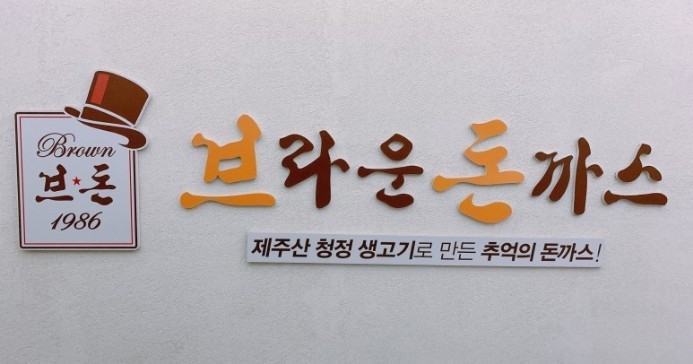 Brown
브★돈
1986
브라운돈까스
제주산 청정 생고기로 만든 추억의 돈까스!